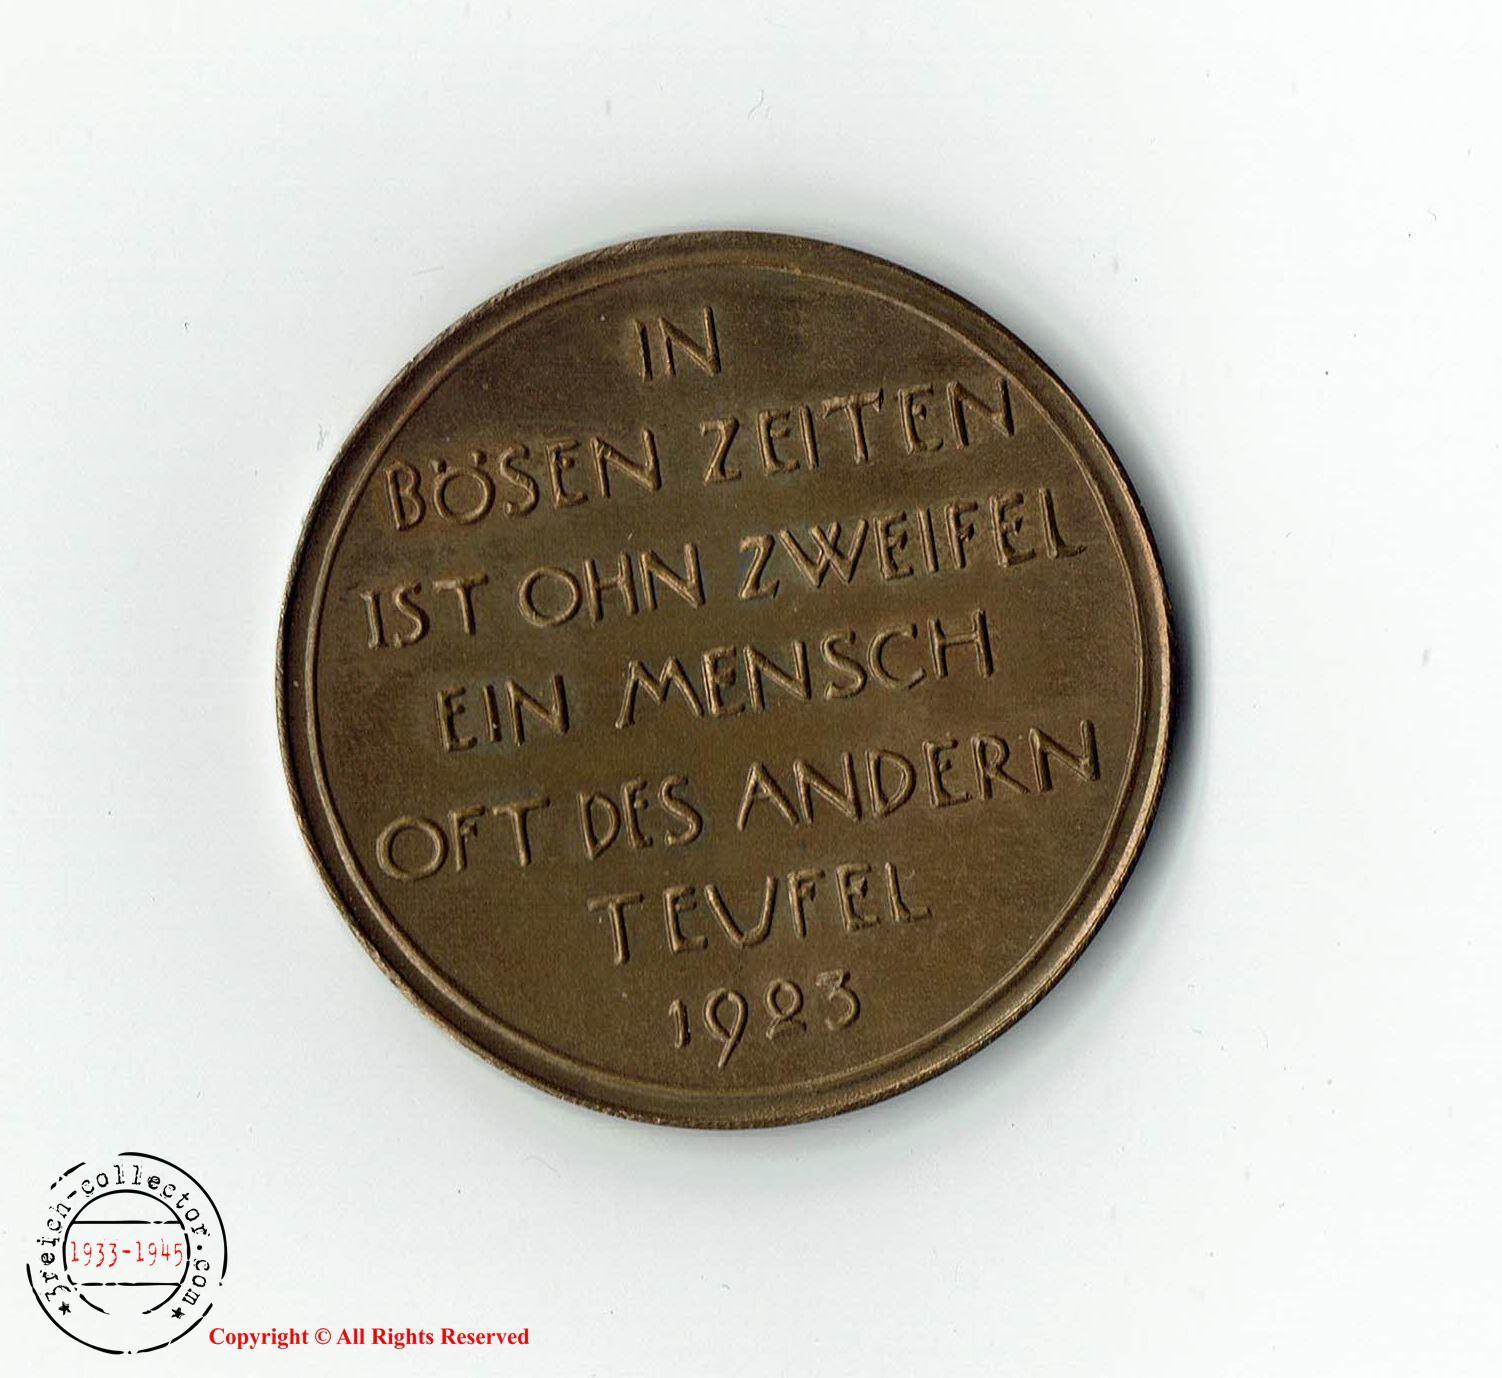 IN
BÖSEN ZEITEN
IST OHN ZWEIFEL
EIN MENSCH
OFT DES ANDERN
TEUFEL
1923
3reich-collector.com
1933-1945
Copyright © All Rights Reserved